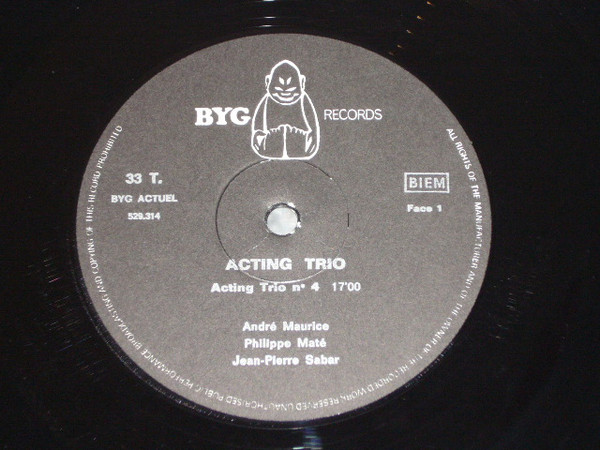 BYG RECORDS
33 T.
BYG ACTUEL
529.314
BIEM
Face 1
ACTING TRIO
Acting Trio n° 4 17'00
André Maurice
Philippe Maté
Jean-Pierre Sabar
ALL RIGHTS OF THE MANUFACTURER AND OF THE OWNER OF THE RECORDED WORK RESERVED UNAUTHORISED PUBLIC PERFORMANCE BROADCASTING AND COPYING OF THIS RECORD PROHIBITED